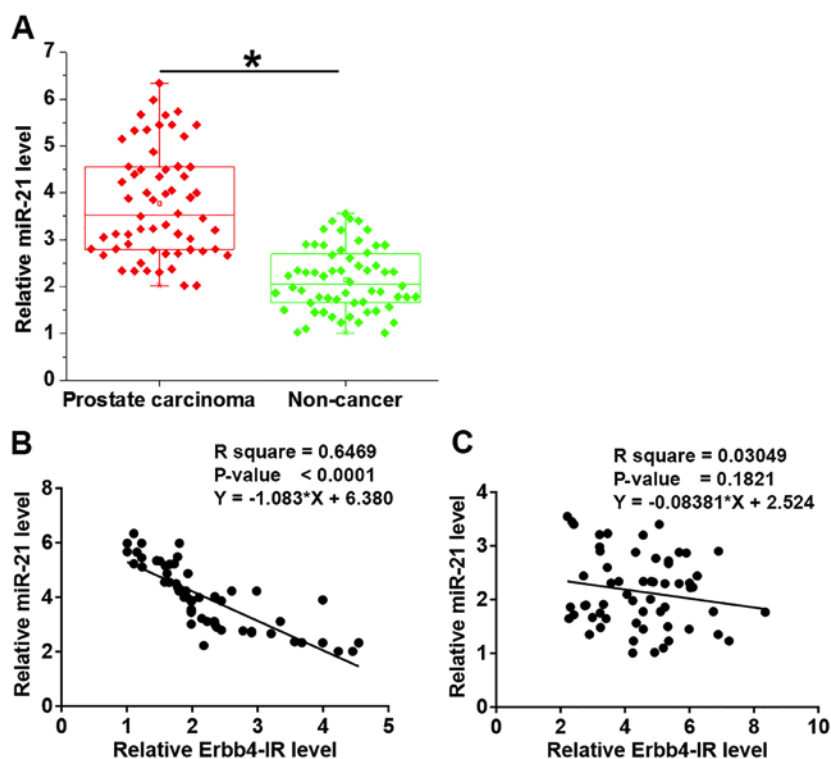 A
Relative miR-21 level
7
6
5
4
3
2
1
0
*
Prostate carcinoma Non-cancer
B
R square = 0.6469
P-value < 0.0001
Y = -1.083*X + 6.380
Relative miR-21 level
8
6
4
2
0
0 1 2 3 4 5
Relative Erbb4-IR level
C
R square = 0.03049
P-value = 0.1821
Y = -0.08381*X + 2.524
Relative miR-21 level
4
3
2
1
0
0 2 4 6 8 10
Relative Erbb4-IR level